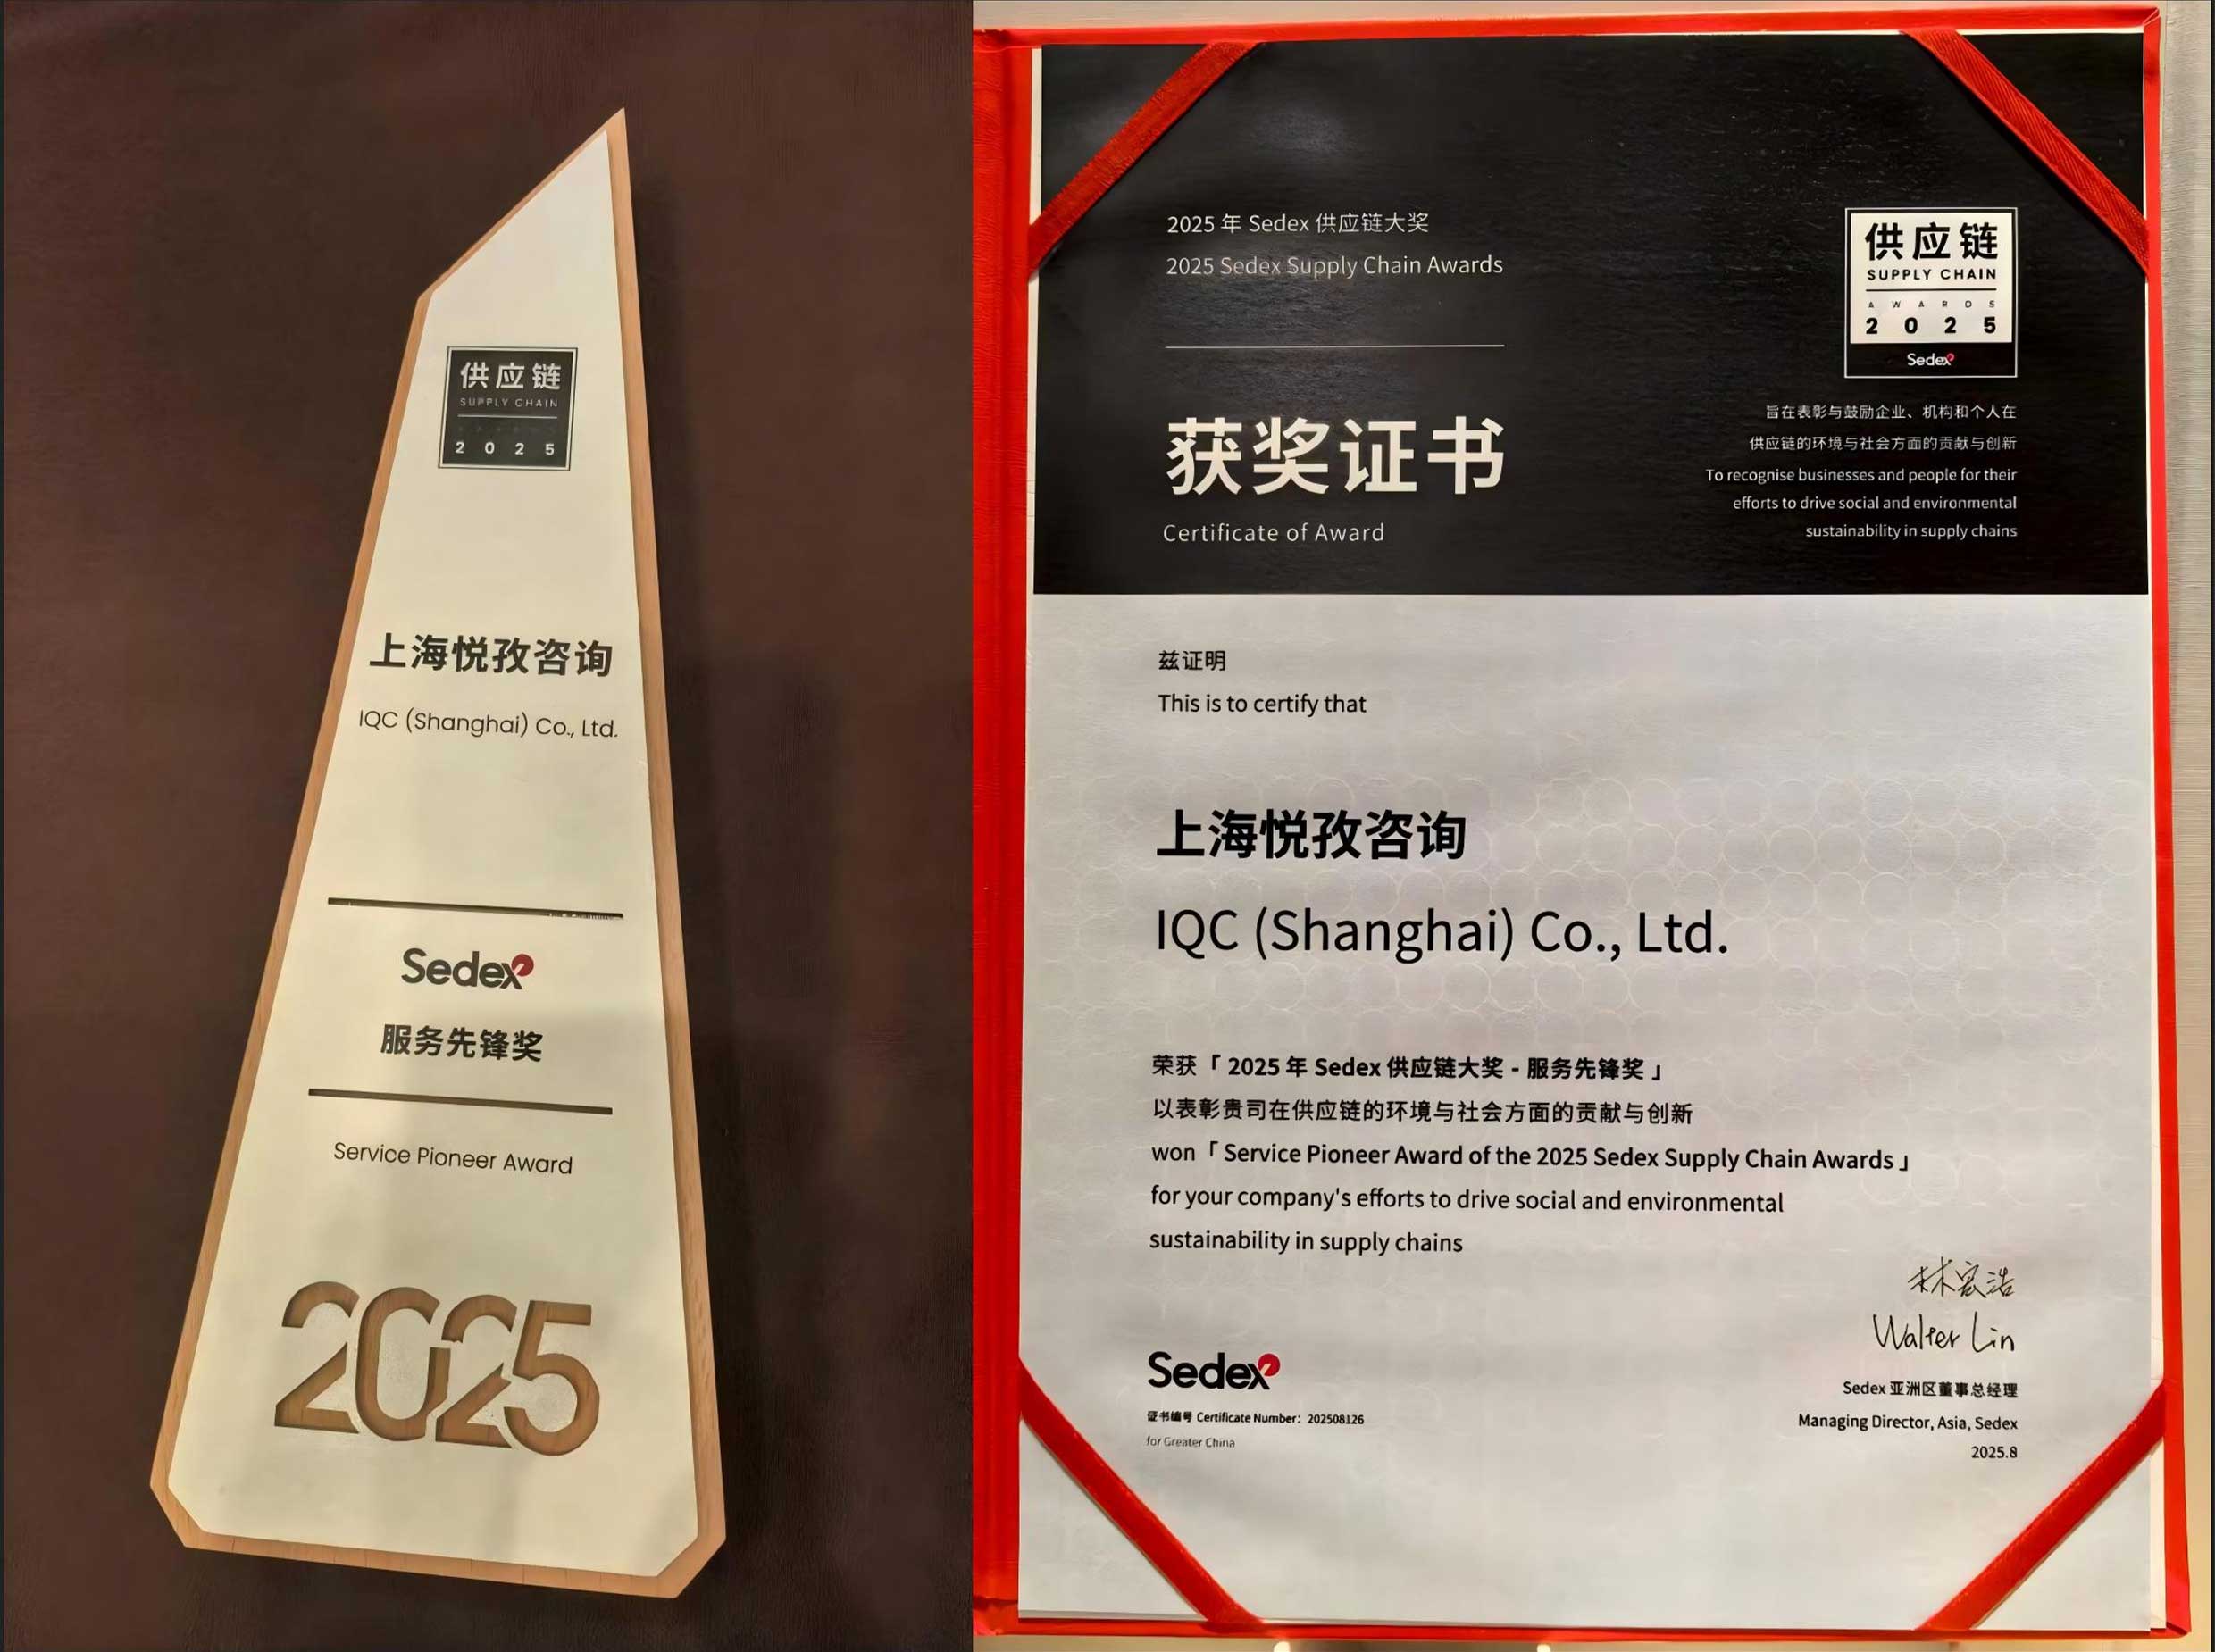 供应链
SUPPLY CHAIN
2 0 2 5
上海悦孜咨询
IQC (Shanghai) Co., Ltd.
Sedex
服务先锋奖
Service Pioneer Award
2025
2025 年 Sedex 供应链大奖
2025 Sedex Supply Chain Awards
获奖证书
Certificate of Award
供应链
SUPPLY CHAIN
A W A R D S
2 0 2 5
Sedex
旨在表彰与鼓励企业、机构和个人在
供应链的环境与社会方面的贡献与创新
To recognise businesses and people for their
efforts to drive social and environmental
sustainability in supply chains
兹证明
This is to certify that
上海悦孜咨询
IQC (Shanghai) Co., Ltd.
荣获「 2025 年 Sedex 供应链大奖 - 服务先锋奖 」
以表彰贵司在供应链的环境与社会方面的贡献与创新
won「 Service Pioneer Award of the 2025 Sedex Supply Chain Awards 」
for your company's efforts to drive social and environmental
sustainability in supply chains
Walter Lin
Sedex
证书编号 Certificate Number: 202508126
for Greater China
Sedex 亚洲区董事总经理
Managing Director, Asia, Sedex
2025.8